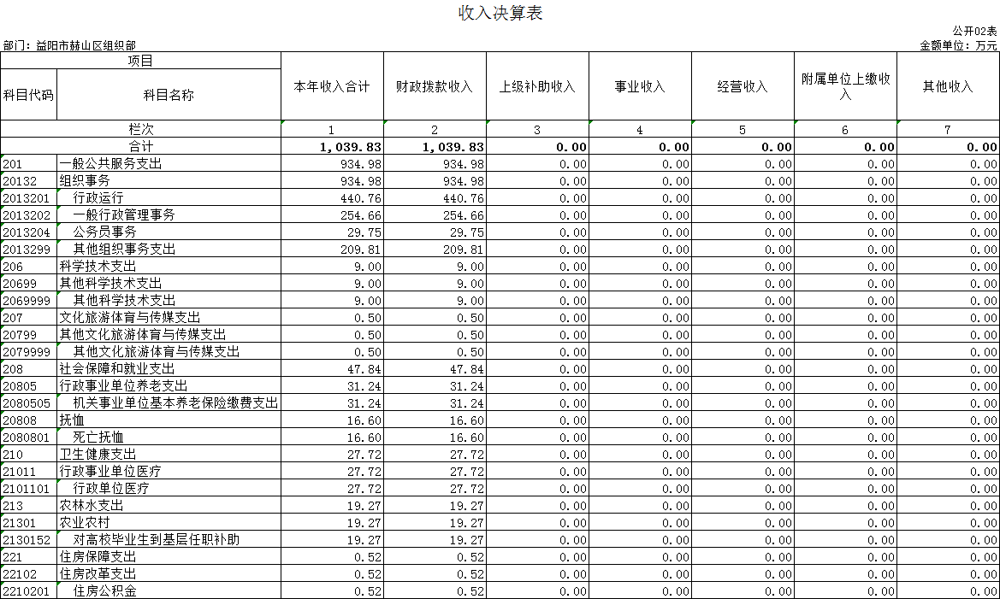 收入决算表
公开02表
部门：益阳市赫山区组织部 金额单位：万元
项目 本年收入合计 财政拨款收入 上级补助收入 事业收入 经营收入 附属单位上缴收入 其他收入
科目代码 科目名称
栏次 1 2 3 4 5 6 7
合计 1,039.83 1,039.83 0.00 0.00 0.00 0.00 0.00
201 一般公共服务支出 934.98 934.98 0.00 0.00 0.00 0.00 0.00
20132 组织事务 934.98 934.98 0.00 0.00 0.00 0.00 0.00
2013201 行政运行 440.76 440.76 0.00 0.00 0.00 0.00 0.00
2013202 一般行政管理事务 254.66 254.66 0.00 0.00 0.00 0.00 0.00
2013204 公务员事务 29.75 29.75 0.00 0.00 0.00 0.00 0.00
2013299 其他组织事务支出 209.81 209.81 0.00 0.00 0.00 0.00 0.00
206 科学技术支出 9.00 9.00 0.00 0.00 0.00 0.00 0.00
20699 其他科学技术支出 9.00 9.00 0.00 0.00 0.00 0.00 0.00
2069999 其他科学技术支出 9.00 9.00 0.00 0.00 0.00 0.00 0.00
207 文化旅游体育与传媒支出 0.50 0.50 0.00 0.00 0.00 0.00 0.00
20799 其他文化旅游体育与传媒支出 0.50 0.50 0.00 0.00 0.00 0.00 0.00
2079999 其他文化旅游体育与传媒支出 0.50 0.50 0.00 0.00 0.00 0.00 0.00
208 社会保障和就业支出 47.84 47.84 0.00 0.00 0.00 0.00 0.00
20805 行政事业单位养老支出 31.24 31.24 0.00 0.00 0.00 0.00 0.00
2080505 机关事业单位基本养老保险缴费支出 31.24 31.24 0.00 0.00 0.00 0.00 0.00
20808 抚恤 16.60 16.60 0.00 0.00 0.00 0.00 0.00
2080801 死亡抚恤 16.60 16.60 0.00 0.00 0.00 0.00 0.00
210 卫生健康支出 27.72 27.72 0.00 0.00 0.00 0.00 0.00
21011 行政事业单位医疗 27.72 27.72 0.00 0.00 0.00 0.00 0.00
2101101 行政单位医疗 27.72 27.72 0.00 0.00 0.00 0.00 0.00
213 农林水支出 19.27 19.27 0.00 0.00 0.00 0.00 0.00
21301 农业农村 19.27 19.27 0.00 0.00 0.00 0.00 0.00
2130152 对高校毕业生到基层任职补助 19.27 19.27 0.00 0.00 0.00 0.00 0.00
221 住房保障支出 0.52 0.52 0.00 0.00 0.00 0.00 0.00
22102 住房改革支出 0.52 0.52 0.00 0.00 0.00 0.00 0.00
2210201 住房公积金 0.52 0.52 0.00 0.00 0.00 0.00 0.00